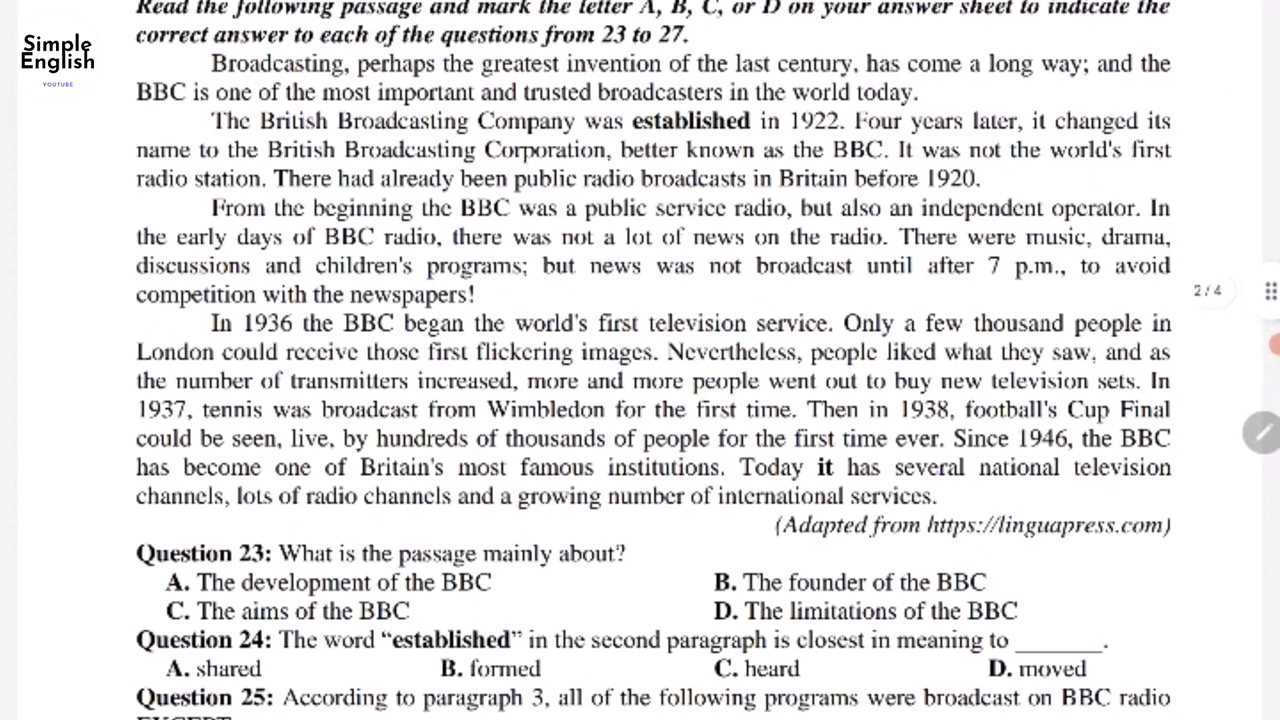 Read the following passage and mark the letter A, B, C, or D on your answer sheet to indicate the
correct answer to each of the questions from 23 to 27.
Simple
English
YOUTUBE
Broadcasting, perhaps the greatest invention of the last century, has come a long way; and the
BBC is one of the most important and trusted broadcasters in the world today.
The British Broadcasting Company was established in 1922. Four years later, it changed its
name to the British Broadcasting Corporation, better known as the BBC. It was not the world's first
radio station. There had already been public radio broadcasts in Britain before 1920.
From the beginning the BBC was a public service radio, but also an independent operator. In
the early days of BBC radio, there was not a lot of news on the radio. There were music, drama,
discussions and children's programs; but news was not broadcast until after 7 p.m., to avoid
competition with the newspapers!
2/4
In 1936 the BBC began the world's first television service. Only a few thousand people in
London could receive those first flickering images. Nevertheless, people liked what they saw, and as
the number of transmitters increased, more and more people went out to buy new television sets. In
1937, tennis was broadcast from Wimbledon for the first time. Then in 1938, football's Cup Final
could be seen, live, by hundreds of thousands of people for the first time ever. Since 1946, the BBC
has become one of Britain's most famous institutions. Today it has several national television
channels, lots of radio channels and a growing number of international services.
(Adapted from https://linguapress.com)
Question 23: What is the passage mainly about?
A. The development of the BBC B. The founder of the BBC
C. The aims of the BBC D. The limitations of the BBC
Question 24: The word “established” in the second paragraph is closest in meaning to ________.
A. shared B. formed C. heard D. moved
Question 25: According to paragraph 3, all of the following programs were broadcast on BBC radio